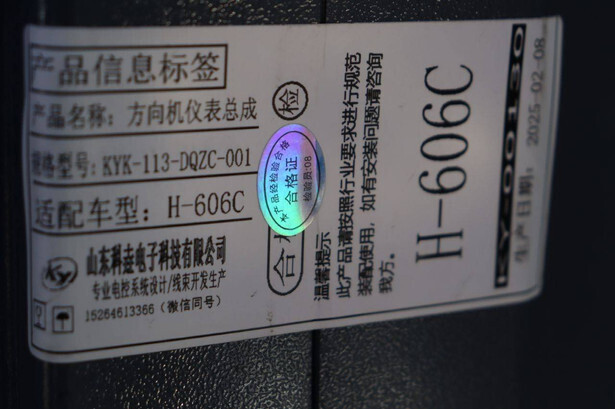 产品信息标签
产品名称：方向机仪表总成
规格型号：KYK-113-DQZC-001
适配车型：H-606C
KY
山东科垚电子科技有限公司
专业电控系统设计/线束开发生产
15264613366（微信同号）
检
合
本产品经检验合格
合格证
检验员:08
温馨提示
此产品请按照行业要求进行规范
装配使用，如有安装问题请咨询
我方。
H-606C
KY-00130
生产日期：2025-02-08